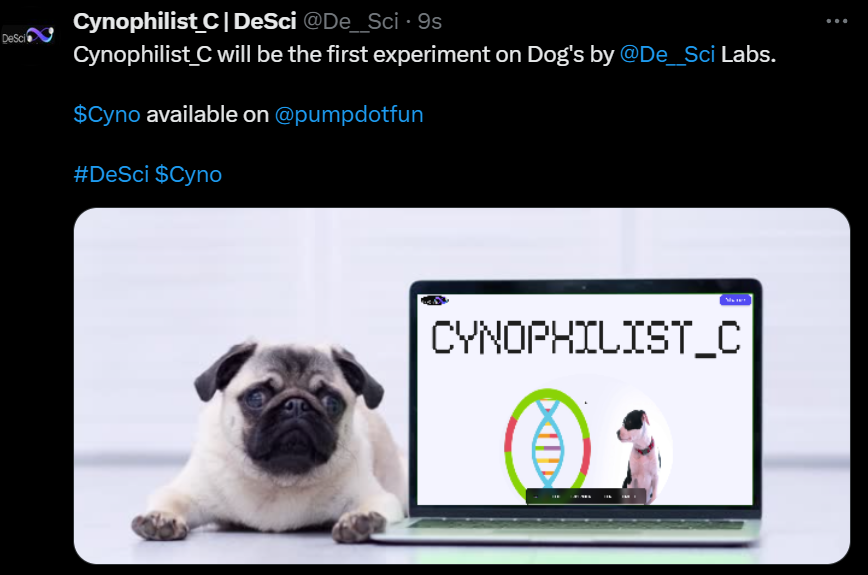 Cynophilist_C | DeSci @De__Sci · 9s
DeSci
Cynophilist_C will be the first experiment on Dog's by @De__Sci Labs.
$Cyno available on @pumpdotfun
#DeSci $Cyno
CYNOPHILIST_C